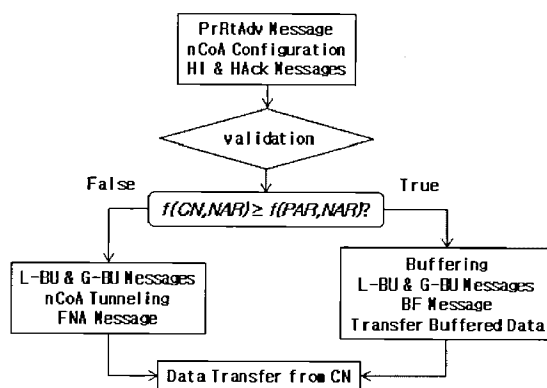 PrRtAdv Message
nCoA Configuration
HI & HAck Messages
validation
False
True
f(CN,NAR) ≥ f(PAR,NAR)?
L-BU & G-BU Messages
nCoA Tunneling
FNA Message
Buffering
L-BU & G-BU Messages
BF Message
Transfer Buffered Data
Data Transfer from CN